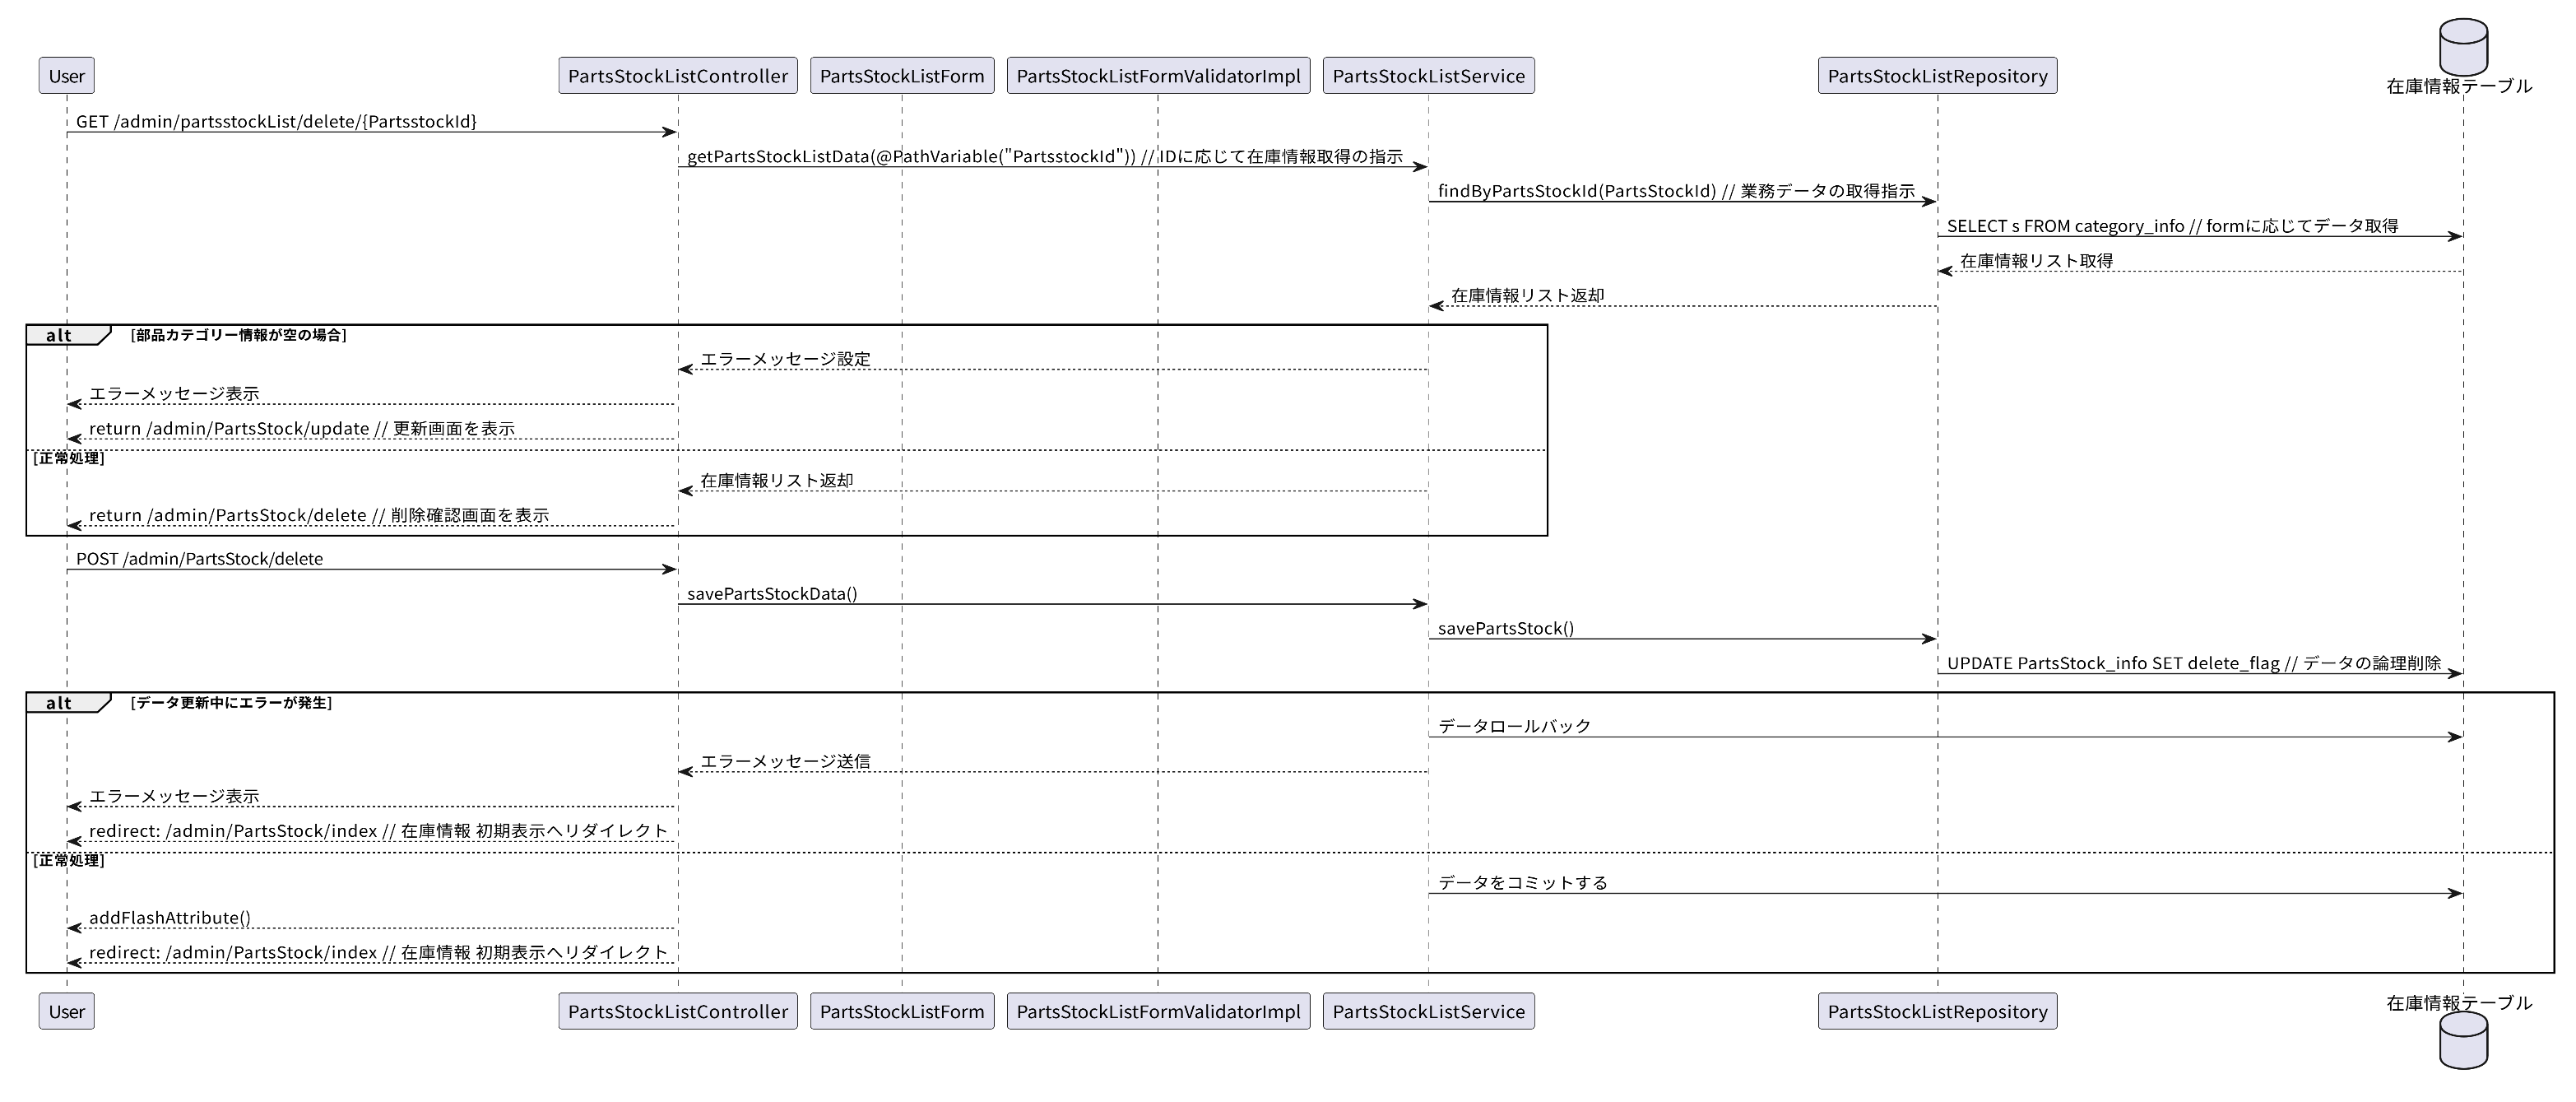 在庫情報テーブル
User
PartsStockListController
PartsStockListForm
PartsStockListFormValidatorImpl
PartsStockListService
PartsStockListRepository
GET /admin/partsstockList/delete/{PartsstockId}
getPartsStockListData(@PathVariable("PartsstockId")) // IDに応じて在庫情報取得の指示
findByPartsStockId(PartsStockId) // 業務データの取得指示
SELECT s FROM category_info // formに応じてデータ取得
在庫情報リスト取得
在庫情報リスト返却
alt [部品カテゴリー情報が空の場合]
エラーメッセージ設定
エラーメッセージ表示
return /admin/PartsStock/update // 更新画面を表示
[正常処理]
在庫情報リスト返却
return /admin/PartsStock/delete // 削除確認画面を表示
POST /admin/PartsStock/delete
savePartsStockData()
savePartsStock()
UPDATE PartsStock_info SET delete_flag // データの論理削除
alt [データ更新中にエラーが発生]
データロールバック
エラーメッセージ送信
エラーメッセージ表示
redirect: /admin/PartsStock/index // 在庫情報 初期表示へリダイレクト
[正常処理]
データをコミットする
addFlashAttribute()
redirect: /admin/PartsStock/index // 在庫情報 初期表示へリダイレクト
User
PartsStockListController
PartsStockListForm
PartsStockListFormValidatorImpl
PartsStockListService
PartsStockListRepository
在庫情報テーブル